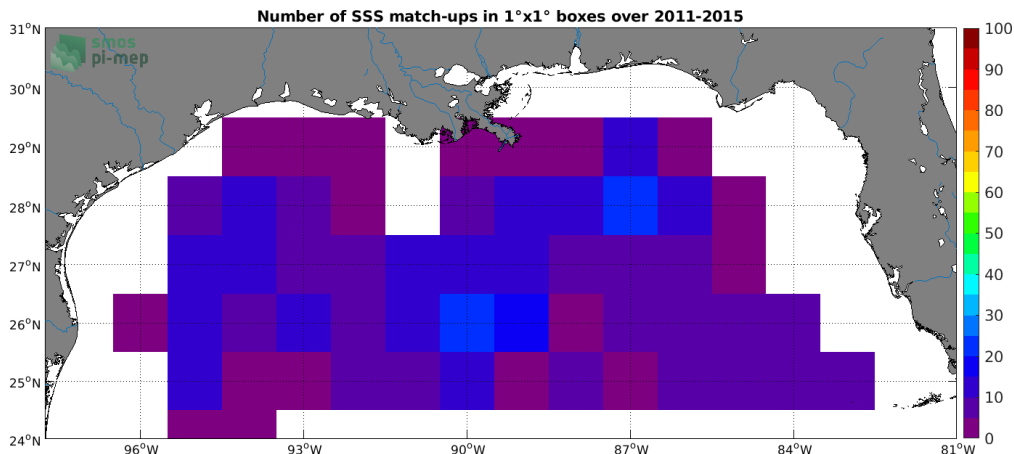 Number of SSS match-ups in 1°x1° boxes over 2011-2015
smos
pi-mep
31°N
30°N
29°N
28°N
27°N
26°N
25°N
24°N
96°W
93°W
90°W
87°W
84°W
81°W
100
90
80
70
60
50
40
30
20
10
0